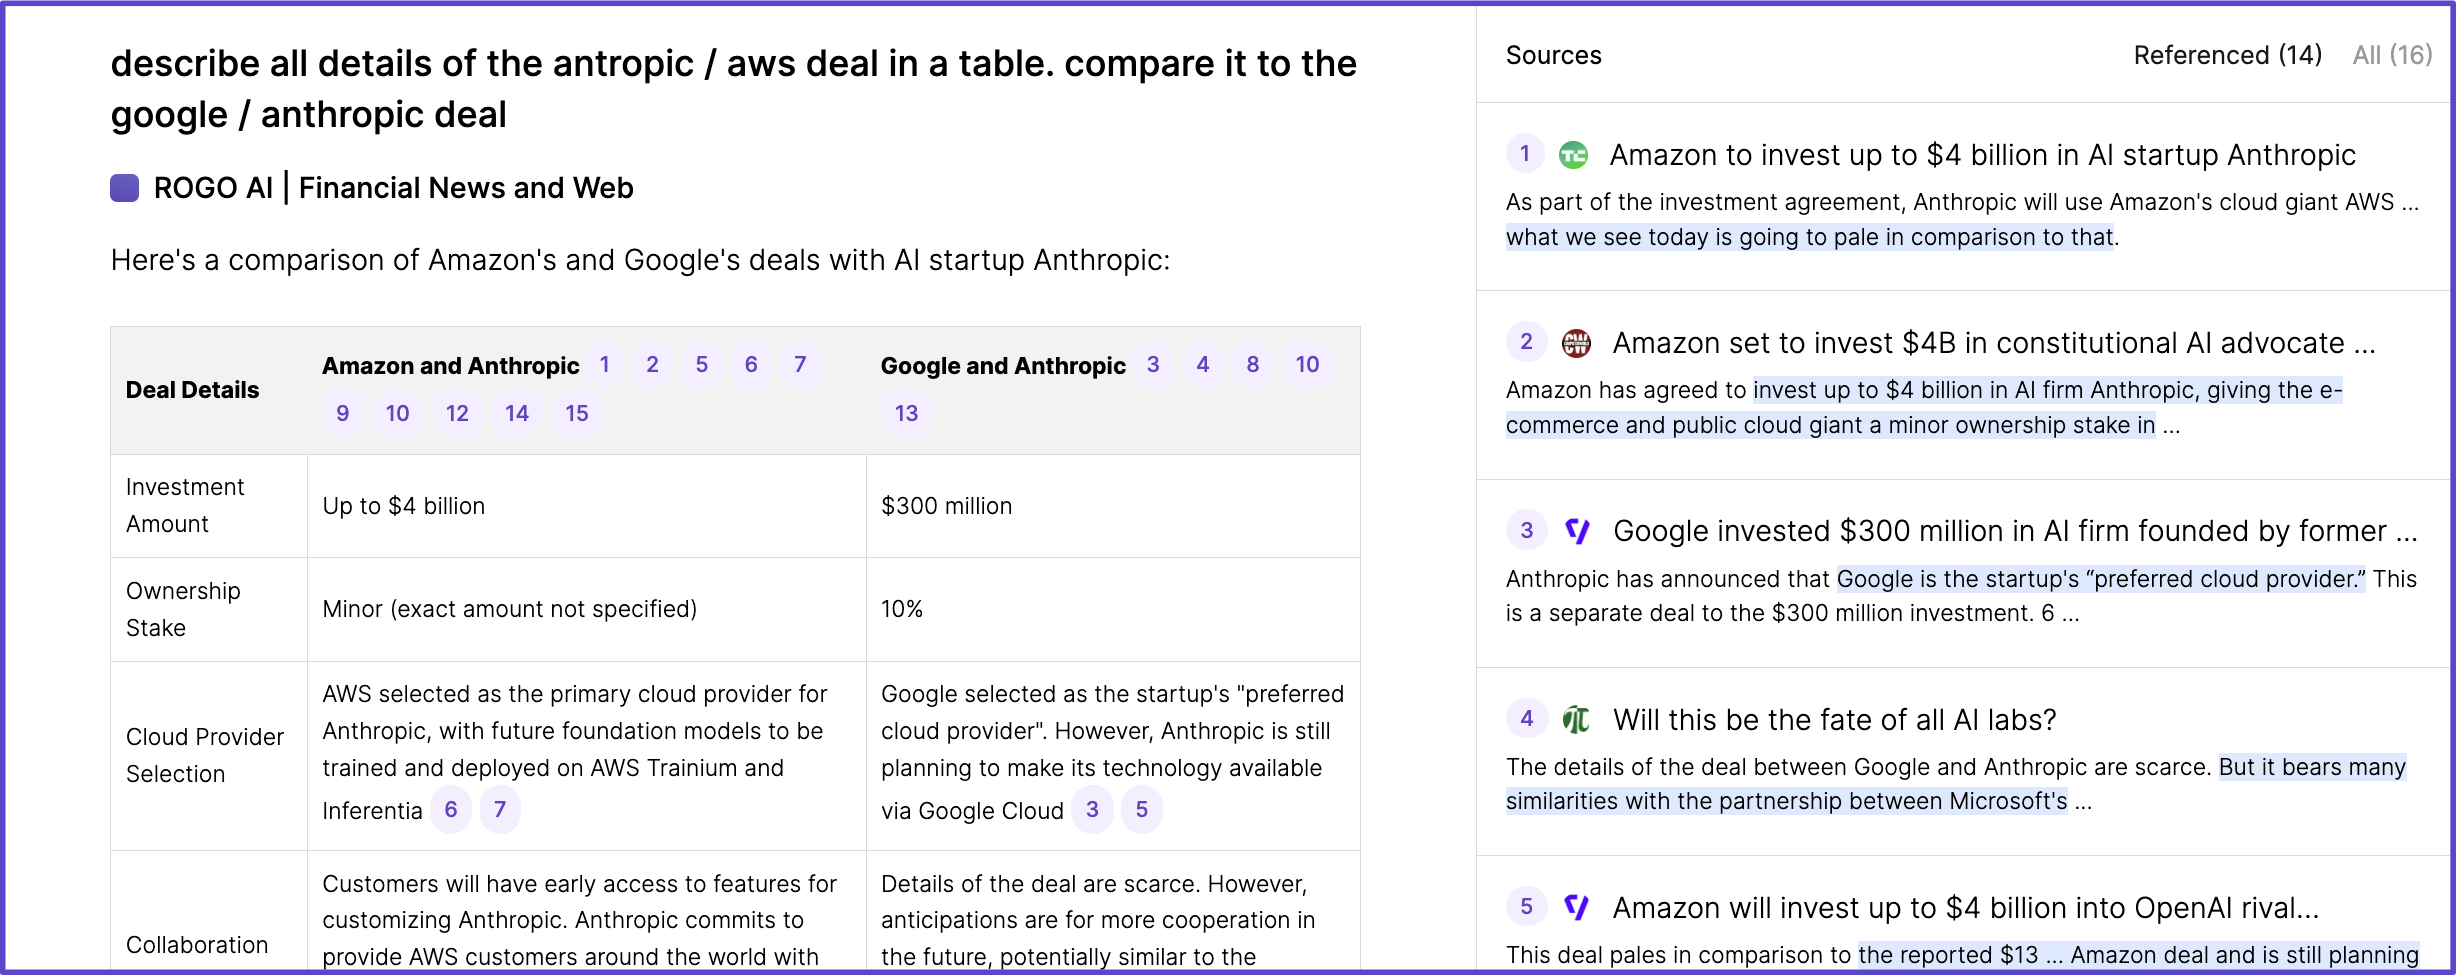 describe all details of the antropic / aws deal in a table. compare it to the
google / anthropic deal
ROGO AI | Financial News and Web
Here's a comparison of Amazon's and Google's deals with AI startup Anthropic:
Deal Details
Amazon and Anthropic 1 2 5 6 7
9 10 12 14 15
Google and Anthropic 3 4 8 10
13
Investment
Amount
Up to $4 billion
$300 million
Ownership
Stake
Minor (exact amount not specified)
10%
Cloud Provider
Selection
AWS selected as the primary cloud provider for
Anthropic, with future foundation models to be
trained and deployed on AWS Trainium and
Inferentia 6 7
Google selected as the startup's "preferred
cloud provider". However, Anthropic is still
planning to make its technology available
via Google Cloud 3 5
Collaboration
Customers will have early access to features for
customizing Anthropic. Anthropic commits to
provide AWS customers around the world with
Details of the deal are scarce. However,
anticipations are for more cooperation in
the future, potentially similar to the
Sources
Referenced (14) All (16)
1 TC Amazon to invest up to $4 billion in AI startup Anthropic
As part of the investment agreement, Anthropic will use Amazon's cloud giant AWS ...
what we see today is going to pale in comparison to that.
2 CW Amazon set to invest $4B in constitutional AI advocate ...
Amazon has agreed to invest up to $4 billion in AI firm Anthropic, giving the e-
commerce and public cloud giant a minor ownership stake in ...
3 Google invested $300 million in AI firm founded by former ...
Anthropic has announced that Google is the startup's “preferred cloud provider.” This
is a separate deal to the $300 million investment. 6 ...
4 Will this be the fate of all AI labs?
The details of the deal between Google and Anthropic are scarce. But it bears many
similarities with the partnership between Microsoft's ...
5 Amazon will invest up to $4 billion into OpenAI rival...
This deal pales in comparison to the reported $13 ... Amazon deal and is still planning